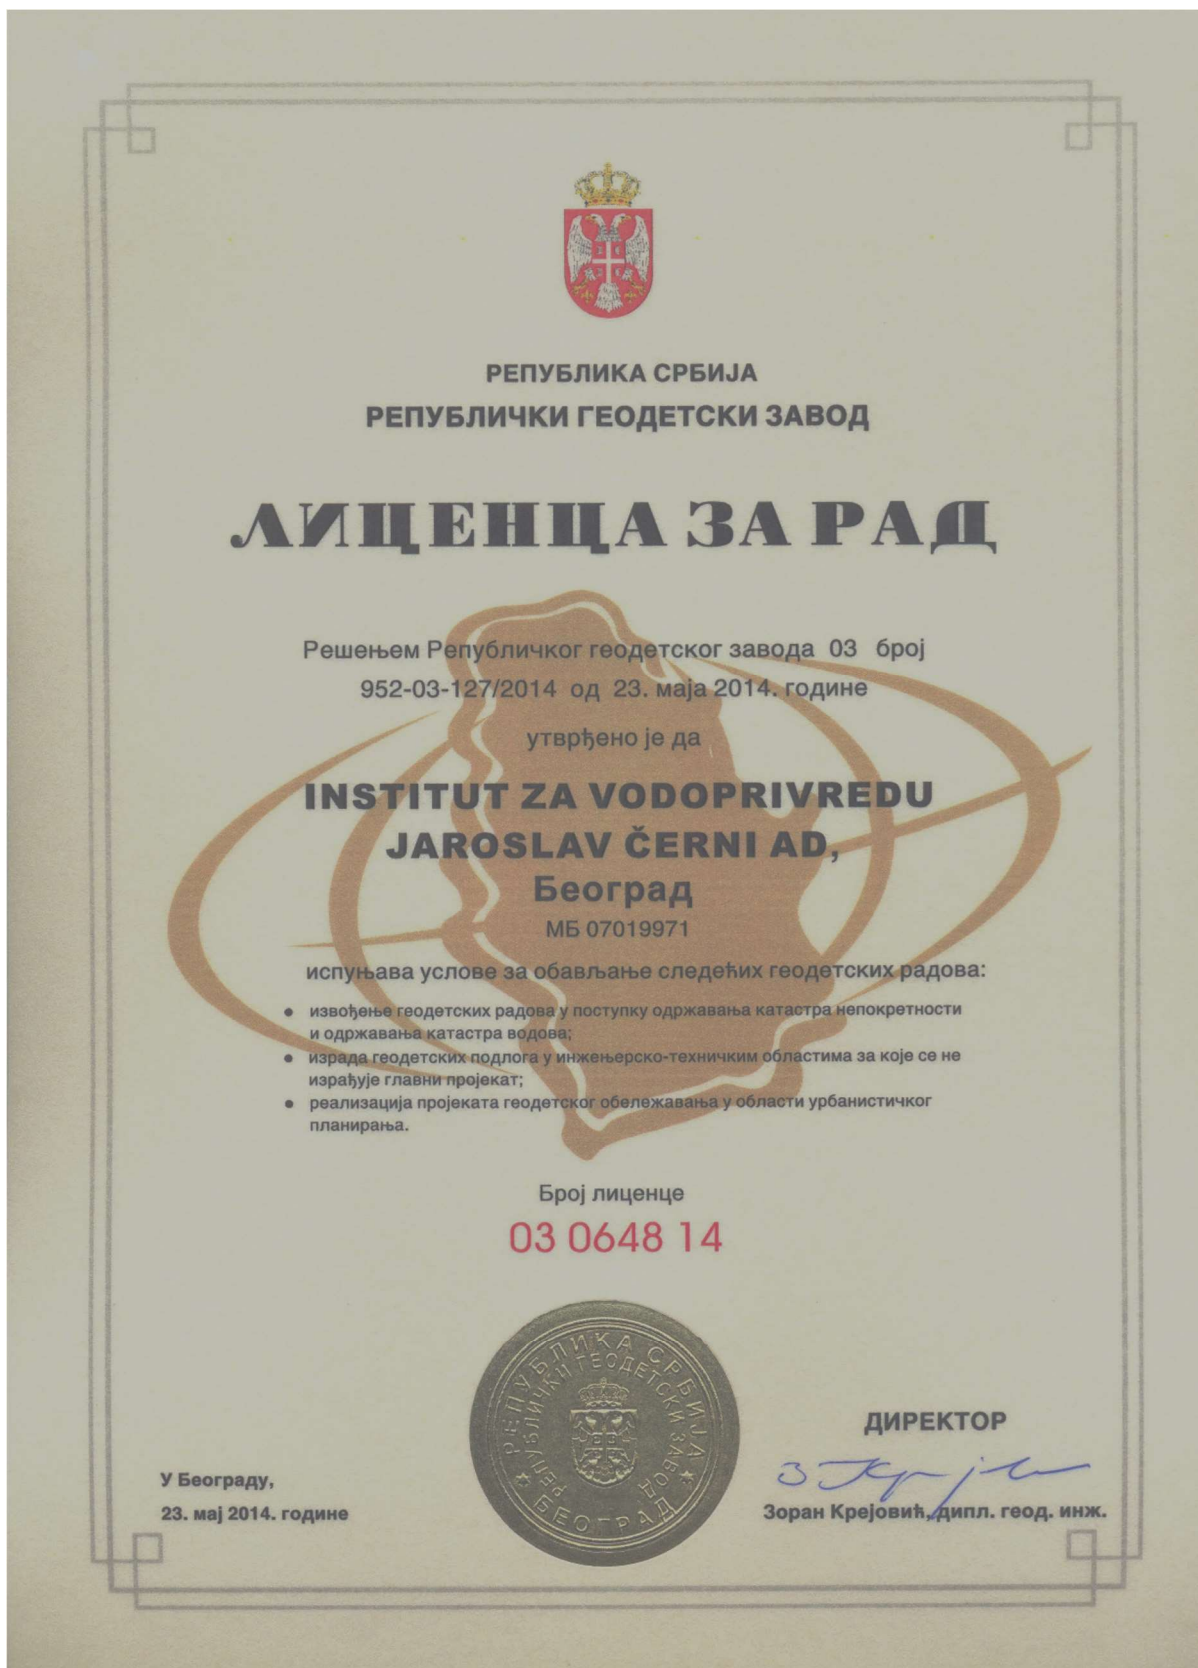 РЕПУБЛИКА СРБИЈА
РЕПУБЛИЧКИ ГЕОДЕТСКИ ЗАВОД
ЛИЦЕНЦА ЗА РАД
Решењем Републичког геодетског завода 03 број
952-03-127/2014 од 23. маја 2014. године
утврђено је да
INSTITUT ZA VODOPRIVREDU
JAROSLAV ČERNI AD,
Београд
МБ 07019971
испуњава услове за обављање следећих геодетских радова:
• извођење геодетских радова у поступку одржавања катастра непокретности
и одржавања катастра водова;
• израда геодетских подлога у инжењерско-техничким областима за које се не
израђује главни пројекат;
• реализација пројеката геодетског обележавања у области урбанистичког
планирања.
Број лиценце
03 0648 14
РЕПУБЛИКА СРБИЈА
РЕПУБЛИЧКИ ГЕОДЕТСКИ ЗАВОД
БЕОГРАД
ДИРЕКТОР
Зоран Крејовић, дипл. геод. инж.
У Београду,
23. мај 2014. године